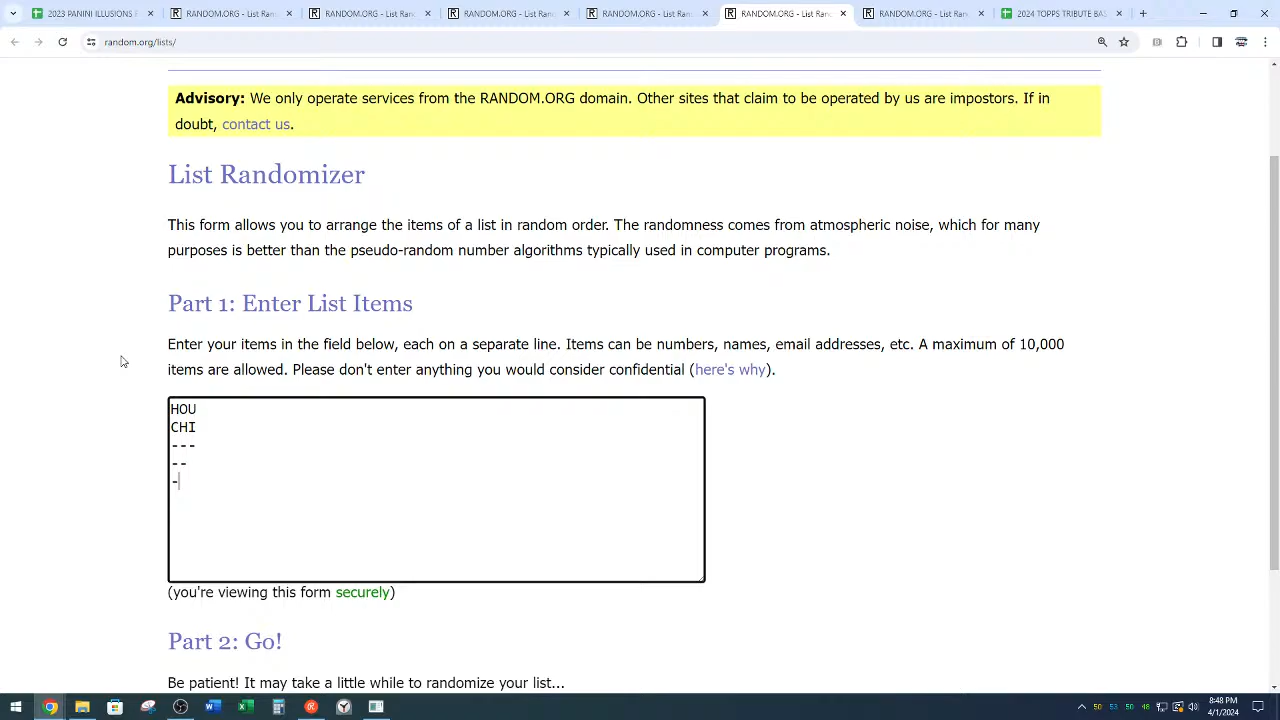 2023 PANINI ILLUSIONS
RANDOM.ORG - List Ran
RANDOM.ORG - List Ran
RANDOM.ORG - List Ran
RANDOM.ORG - List Ran
RANDOM.ORG - List Ran
RANDOM.ORG - List Ran
2024 TOPPS TRIBUTE BA
random.org/lists/
Advisory: We only operate services from the RANDOM.ORG domain. Other sites that claim to be operated by us are impostors. If in
doubt, contact us.
List Randomizer
This form allows you to arrange the items of a list in random order. The randomness comes from atmospheric noise, which for many
purposes is better than the pseudo-random number algorithms typically used in computer programs.
Part 1: Enter List Items
Enter your items in the field below, each on a separate line. Items can be numbers, names, email addresses, etc. A maximum of 10,000
items are allowed. Please don't enter anything you would consider confidential (here's why).
HOU
CHI
---
--
-
(you're viewing this form securely)
Part 2: Go!
Be patient! It may take a little while to randomize your list...
50 53 50 48
8:48 PM
4/1/2024